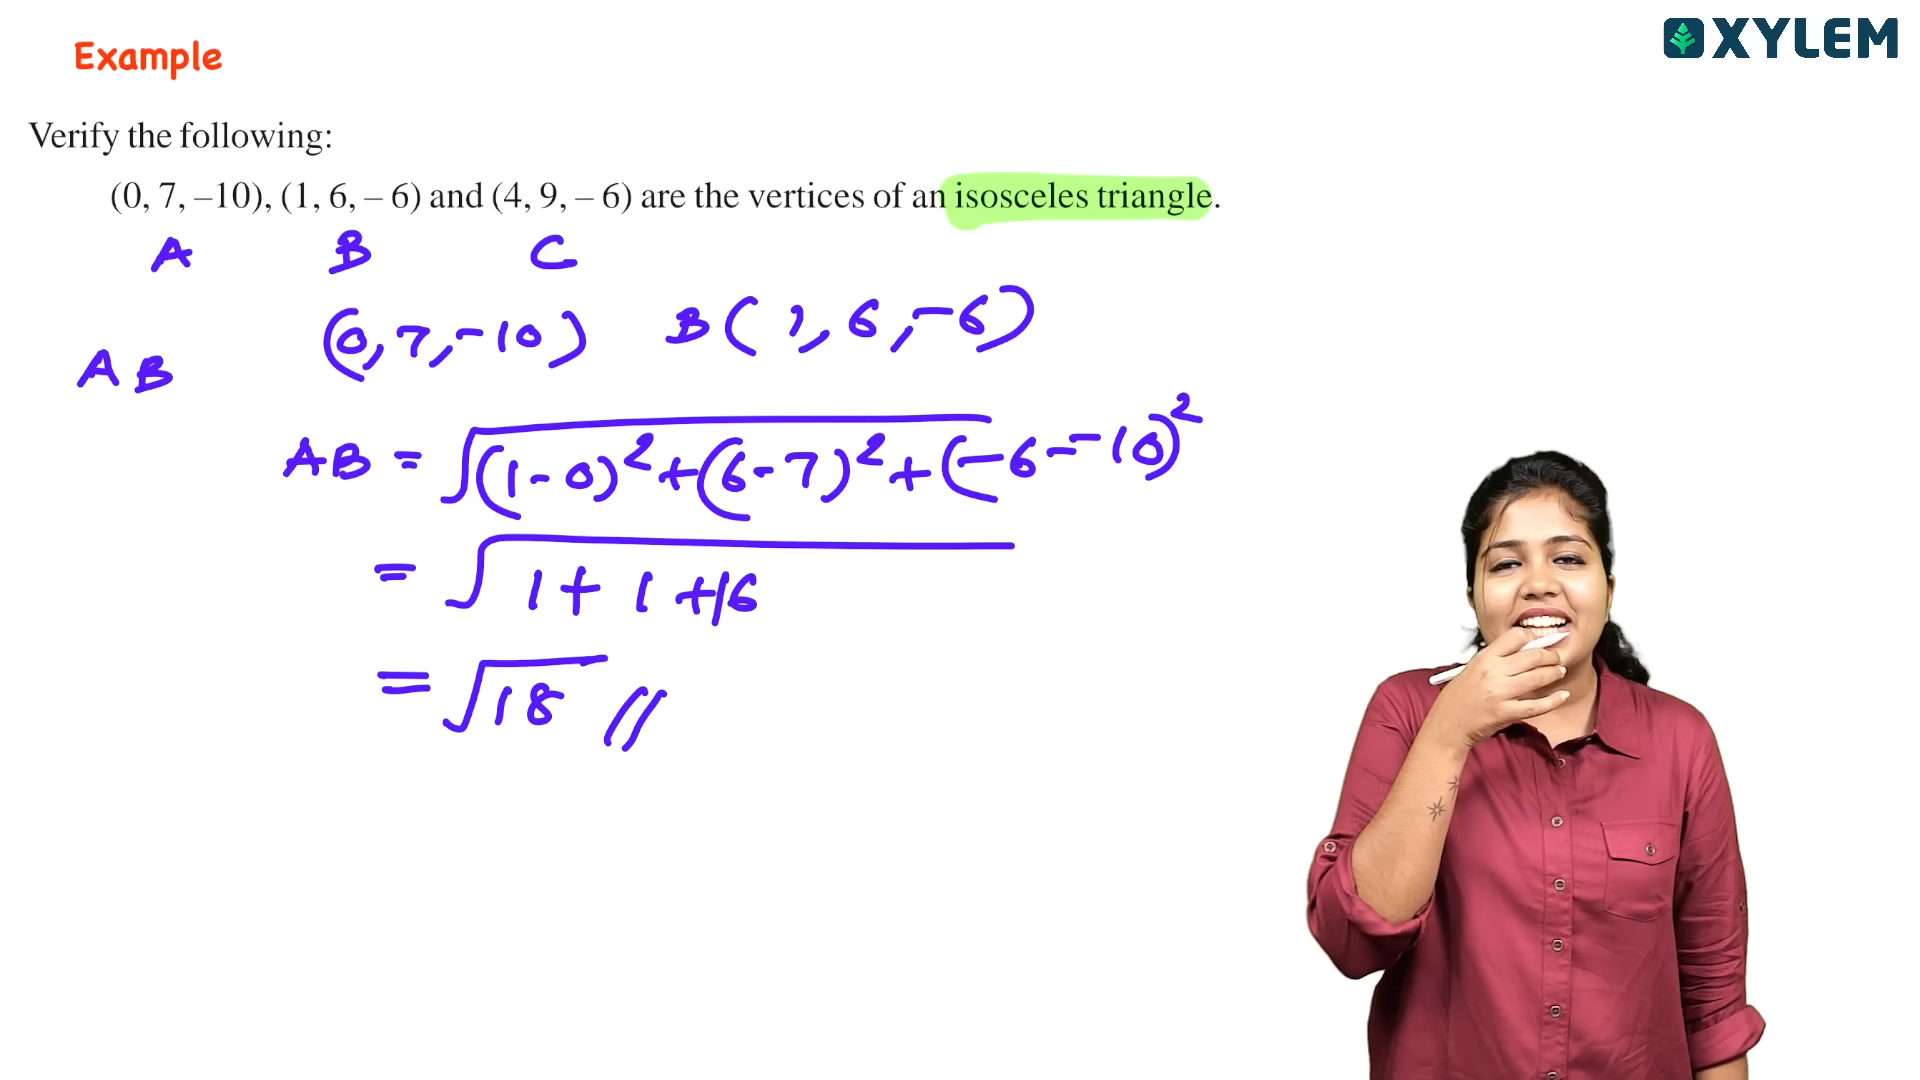 XYLEM
Example
Verify the following:
(0, 7, –10), (1, 6, – 6) and (4, 9, – 6) are the vertices of an isosceles triangle.
A B C
(0, 7, -10) B(1, 6, -6)
AB
AB = √(1-0)²+(6-7)²+(-6--10)²
= √1+1+16
= √18 //